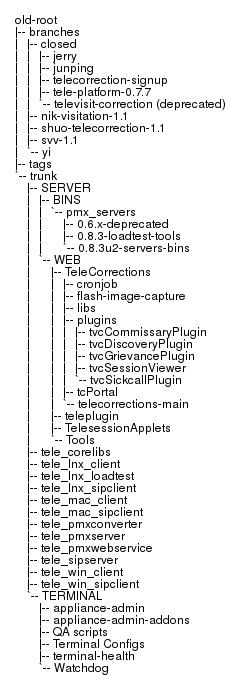 old-root
|-- branches
|   |-- closed
|   |   |-- jerry
|   |   |-- junping
|   |   |-- telecorrection-signup
|   |   |-- tele-platform-0.7.7
|   |   `-- televisit-correction (deprecated)
|   |-- nik-visitation-1.1
|   |-- shuo-telecorrection-1.1
|   |-- svv-1.1
|   `-- yi
|-- tags
`-- trunk
    |-- SERVER
    |   |-- BINS
    |   |   `-- pmx_servers
    |   |       |-- 0.6.x-deprecated
    |   |       |-- 0.8.3-loadtest-tools
    |   |       `-- 0.8.3u2-servers-bins
    |   `-- WEB
    |       |-- TeleCorrections
    |       |   |-- cronjob
    |       |   |-- flash-image-capture
    |       |   |-- libs
    |       |   |-- plugins
    |       |   |   |-- tvcCommissaryPlugin
    |       |   |   |-- tvcDiscoveryPlugin
    |       |   |   |-- tvcGrievancePlugin
    |       |   |   |-- tvcSessionViewer
    |       |   |   `-- tvcSickcallPlugin
    |       |   |-- tcPortal
    |       |   `-- telecorrections-main
    |       |-- teleplugin
    |       |-- TelesessionApplets
    |       `-- Tools
    |-- tele_corelibs
    |-- tele_lnx_client
    |-- tele_lnx_loadtest
    |-- tele_lnx_sipclient
    |-- tele_mac_client
    |-- tele_mac_sipclient
    |-- tele_pmxconverter
    |-- tele_pmxserver
    |-- tele_pmxwebservice
    |-- tele_sipserver
    |-- tele_win_client
    |-- tele_win_sipclient
    `-- TERMINAL
        |-- appliance-admin
        |-- appliance-admin-addons
        |-- QA scripts
        |-- Terminal Configs
        |-- terminal-health
        `-- Watchdog